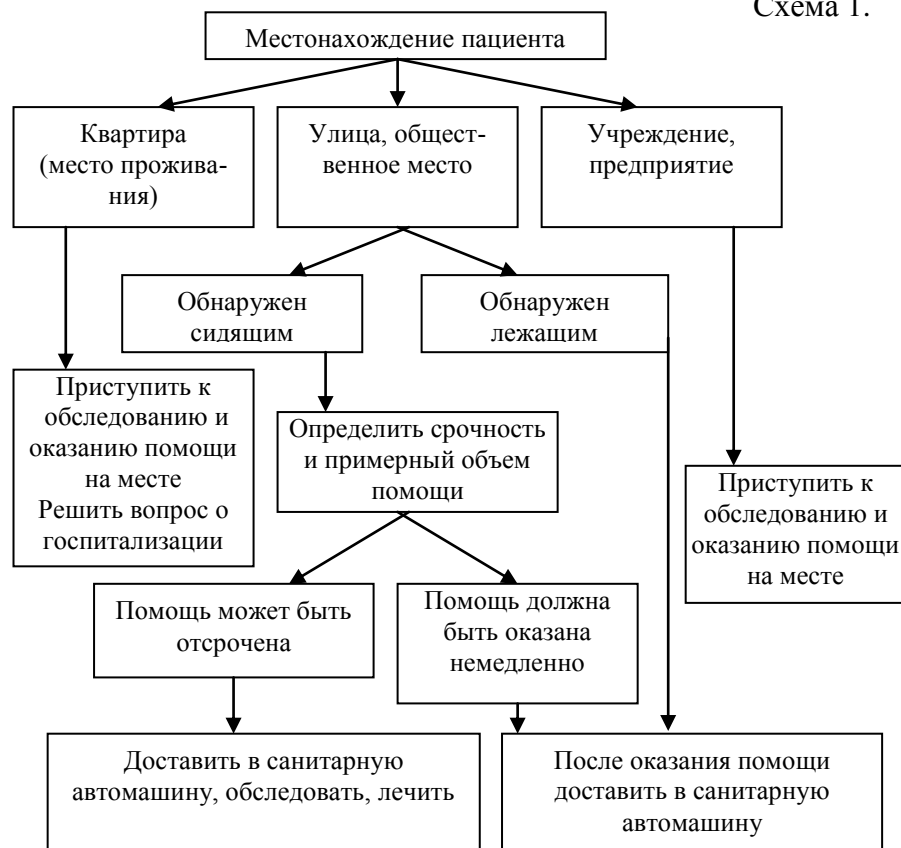 Схема 1.
Местонахождение пациента
Квартира
(место прожива-
ния)
Улица, общест-
венное место
Учреждение,
предприятие
Обнаружен
сидящим
Обнаружен
лежащим
Приступить к
обследованию и
оказанию помощи
на месте
Решить вопрос о
госпитализации
Определить срочность
и примерный объем
помощи
Приступить к
обследованию и
оказанию помощи
на месте
Помощь может быть
отсрочена
Помощь должна
быть оказана
немедленно
Доставить в санитарную
автомашину, обследовать, лечить
После оказания помощи
доставить в санитарную
автомашину